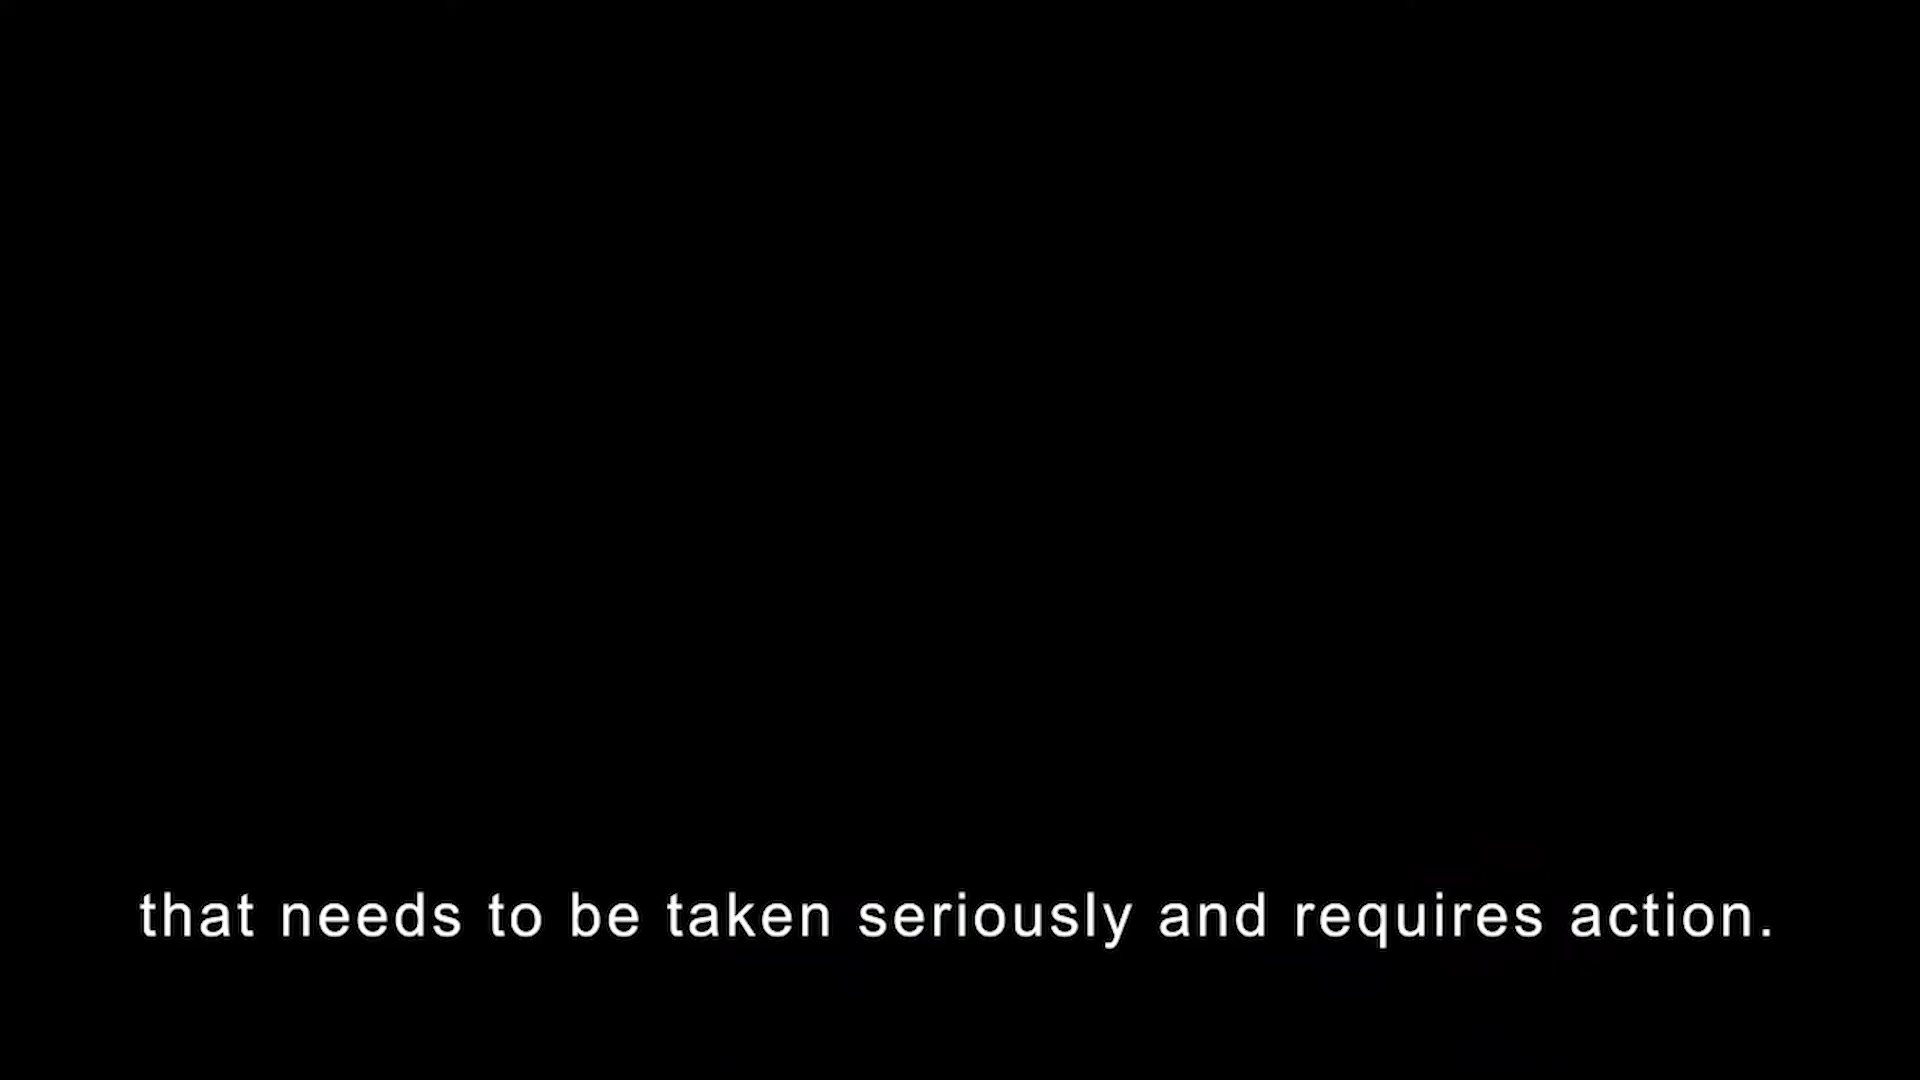 that needs to be taken seriously and requires action.